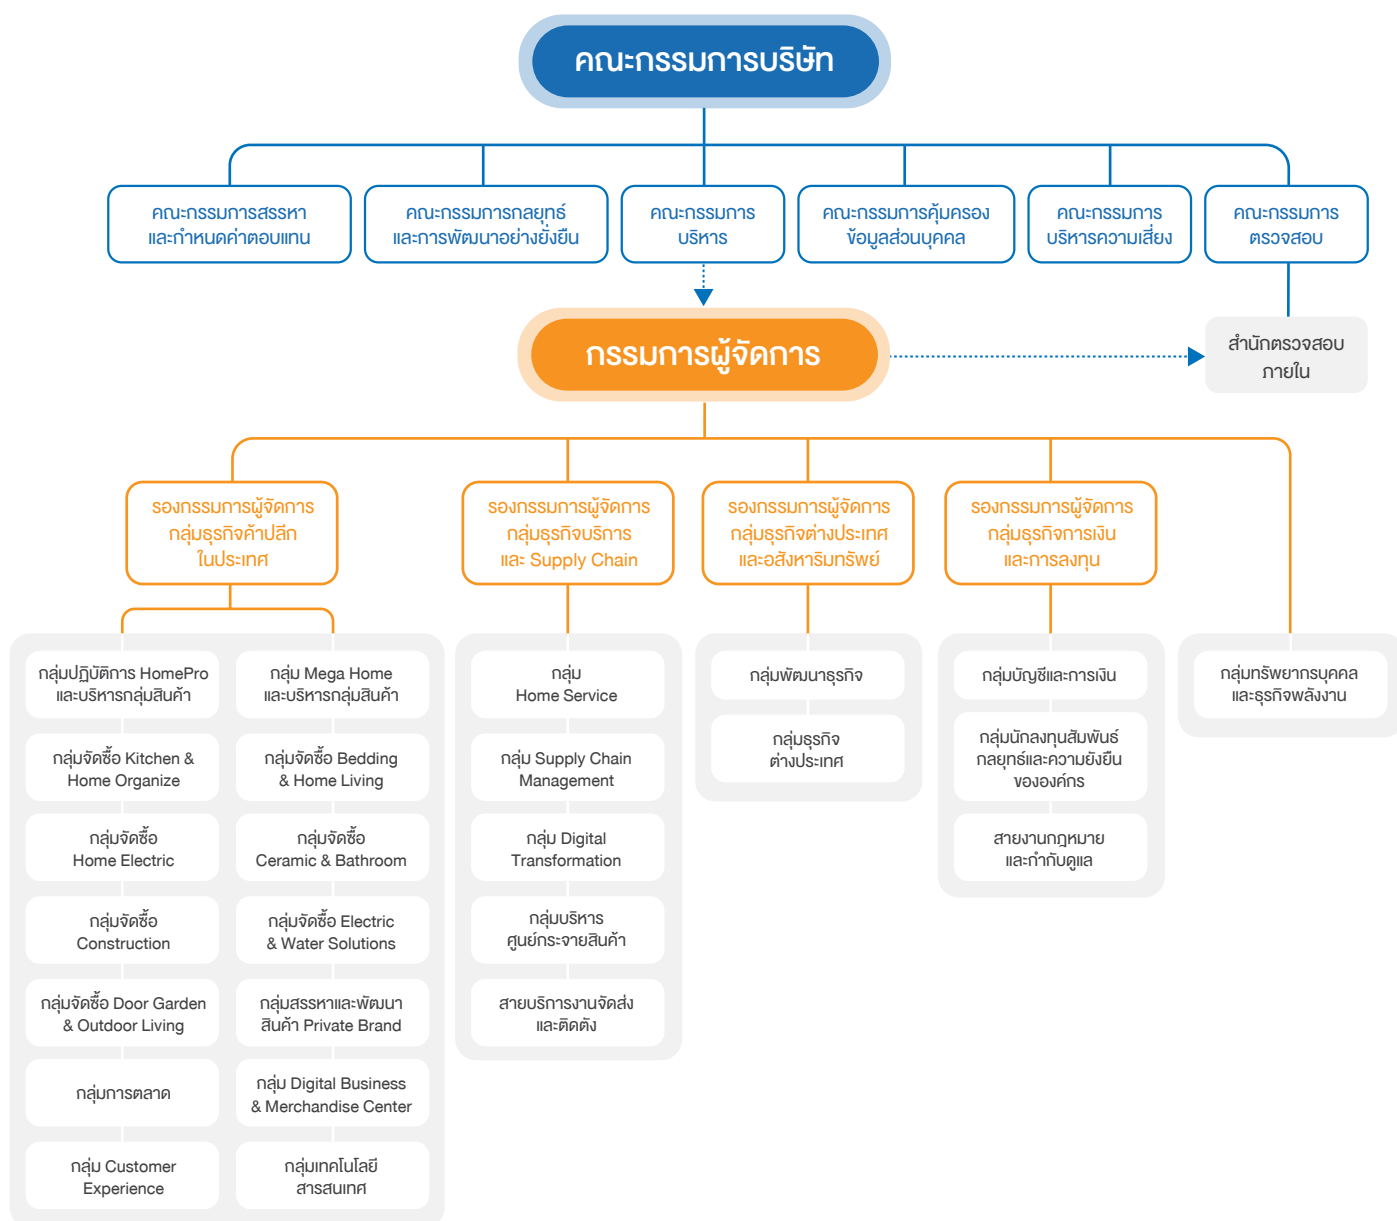 คณะกรรมการบริษัท
คณะกรรมการสรรหา
และกำหนดค่าตอบแทน
คณะกรรมการกลยุทธ์
และการพัฒนาอย่างยั่งยืน
คณะกรรมการ
บริหาร
คณะกรรมการคุ้มครอง
ข้อมูลส่วนบุคคล
คณะกรรมการ
บริหารความเสี่ยง
คณะกรรมการ
ตรวจสอบ
กรรมการผู้จัดการ
สำนักตรวจสอบ
ภายใน
รองกรรมการผู้จัดการ
กลุ่มธุรกิจค้าปลีก
ในประเทศ
รองกรรมการผู้จัดการ
กลุ่มธุรกิจบริการ
และ Supply Chain
รองกรรมการผู้จัดการ
กลุ่มธุรกิจต่างประเทศ
และอสังหาริมทรัพย์
รองกรรมการผู้จัดการ
กลุ่มธุรกิจการเงิน
และการลงทุน
กลุ่มปฏิบัติการ HomePro
และบริหารกลุ่มสินค้า
กลุ่มจัดซื้อ Kitchen &
Home Organize
กลุ่มจัดซื้อ
Home Electric
กลุ่มจัดซื้อ
Construction
กลุ่มจัดซื้อ Door Garden
& Outdoor Living
กลุ่มการตลาด
กลุ่ม Customer
Experience
กลุ่ม Mega Home
และบริหารกลุ่มสินค้า
กลุ่มจัดซื้อ Bedding
& Home Living
กลุ่มจัดซื้อ
Ceramic & Bathroom
กลุ่มจัดซื้อ Electric
& Water Solutions
กลุ่มสรรหาและพัฒนา
สินค้า Private Brand
กลุ่ม Digital Business
& Merchandise Center
กลุ่มเทคโนโลยี
สารสนเทศ
กลุ่ม
Home Service
กลุ่ม Supply Chain
Management
กลุ่ม Digital
Transformation
กลุ่มบริหาร
ศูนย์กระจายสินค้า
สายบริการงานจัดส่ง
และติดตั้ง
กลุ่มพัฒนาธุรกิจ
กลุ่มธุรกิจ
ต่างประเทศ
กลุ่มบัญชีและการเงิน
กลุ่มนักลงทุนสัมพันธ์
กลยุทธ์และความยั่งยืน
ขององค์กร
สายงานกฎหมาย
และกำกับดูแล
กลุ่มทรัพยากรบุคคล
และธุรกิจพลังงาน